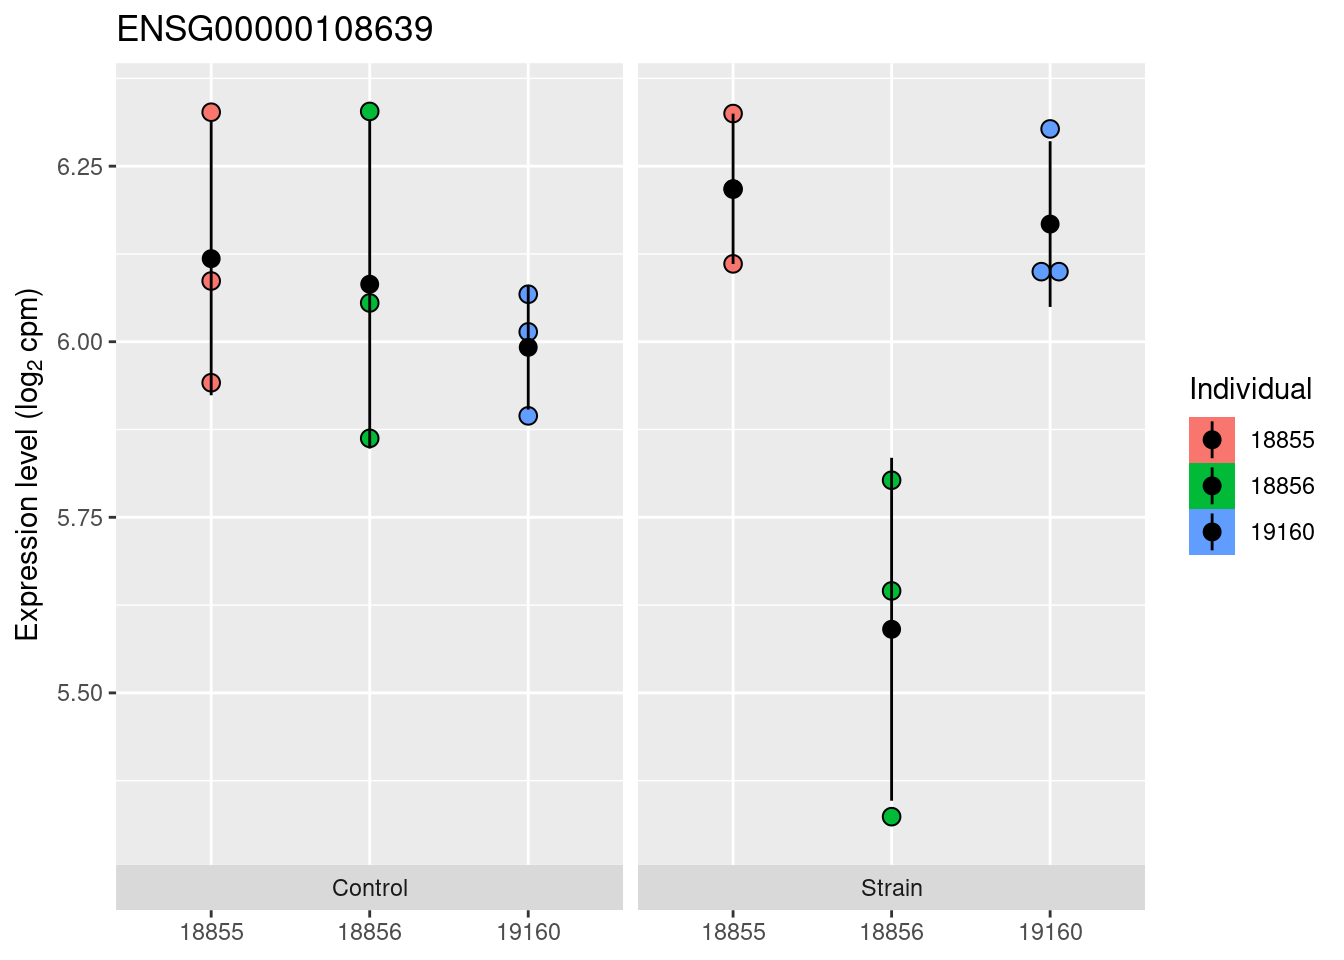 ENSG00000108639
Expression level (log₂ cpm)
6.25
6.00
5.75
5.50
Control
Strain
18855
18856
19160
18855
18856
19160
Individual
18855
18856
19160